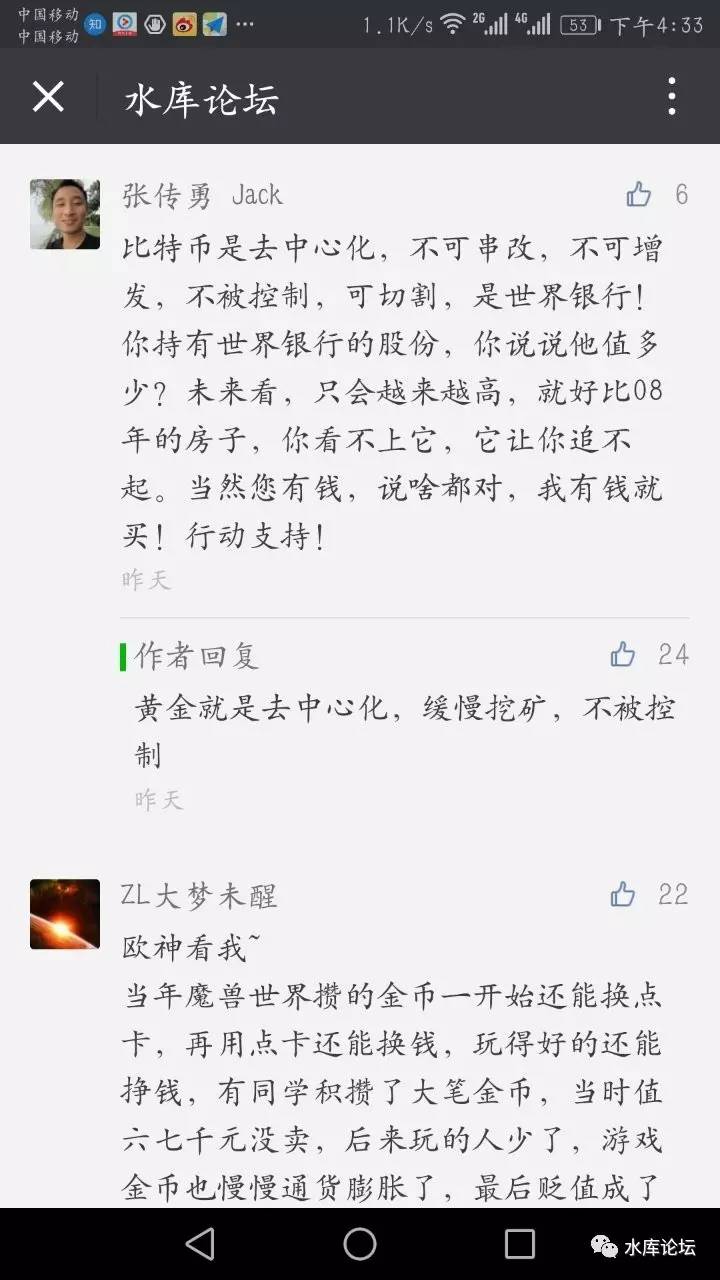 中国移动
中国移动
知
1.1K/s 2G 4G 53 下午4:33
水库论坛
张传勇 Jack 6
比特币是去中心化，不可串改，不可增
发，不被控制，可切割，是世界银行！
你持有世界银行的股份，你说说他值多
少？未来看，只会越来越高，就好比08
年的房子，你看不上它，它让你追不
起。当然您有钱，说啥都对，我有钱就
买！行动支持！
昨天
作者回复 24
黄金就是去中心化，缓慢挖矿，不被控
制
昨天
ZL大梦未醒 22
欧神看我~
当年魔兽世界攒的金币一开始还能换点
卡，再用点卡还能换钱，玩得好的还能
挣钱，有同学积攒了大笔金币，当时值
六七千元没卖，后来玩的人少了，游戏
金币也慢慢通货膨胀了，最后贬值成了
水库论坛